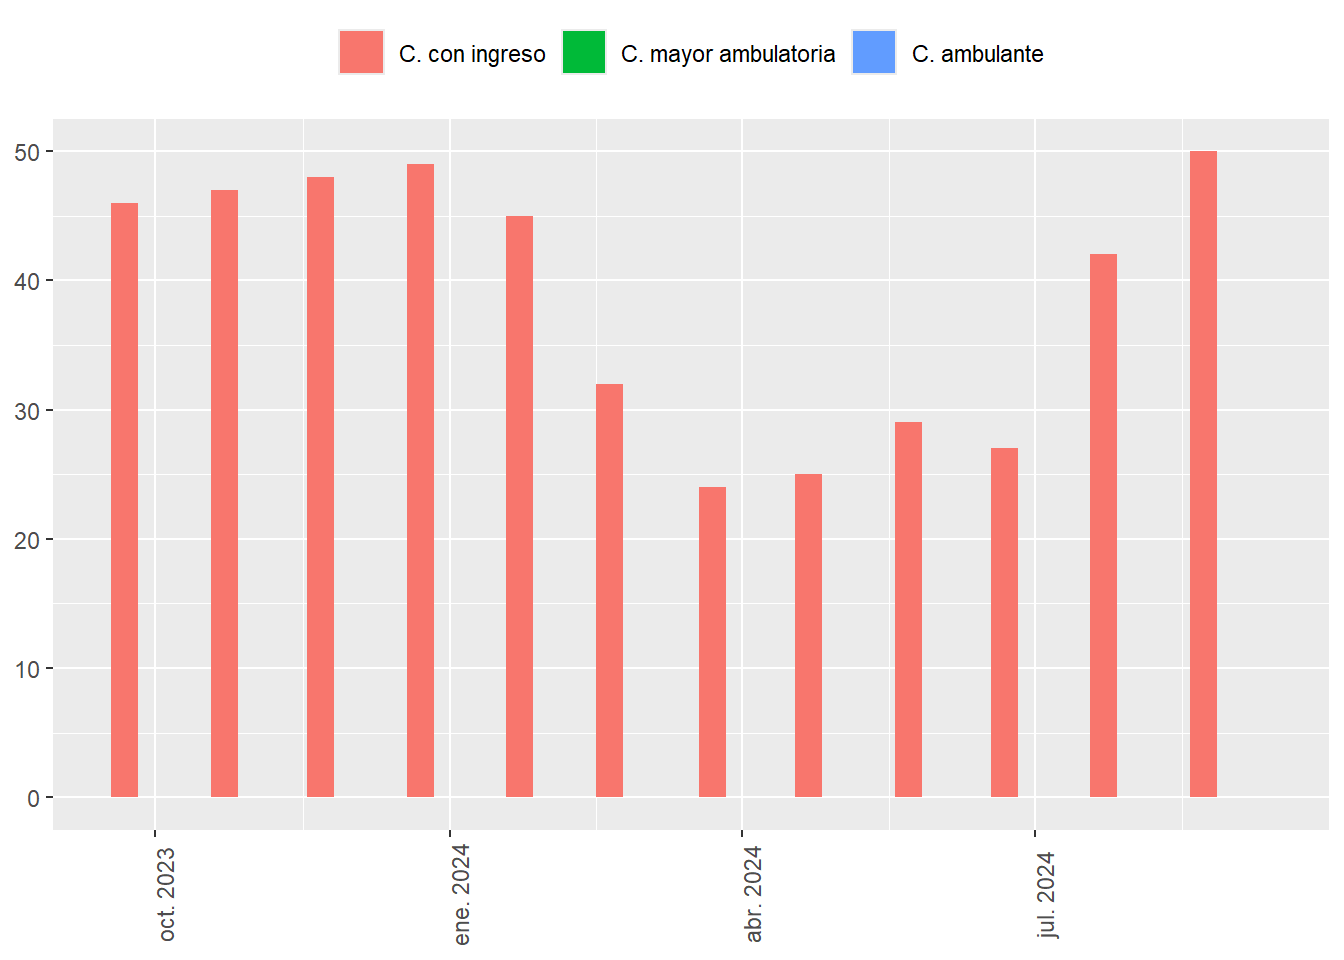 C. con ingreso C. mayor ambulatoria C. ambulante
50
40
30
20
10
0
oct. 2023
ene. 2024
abr. 2024
jul. 2024